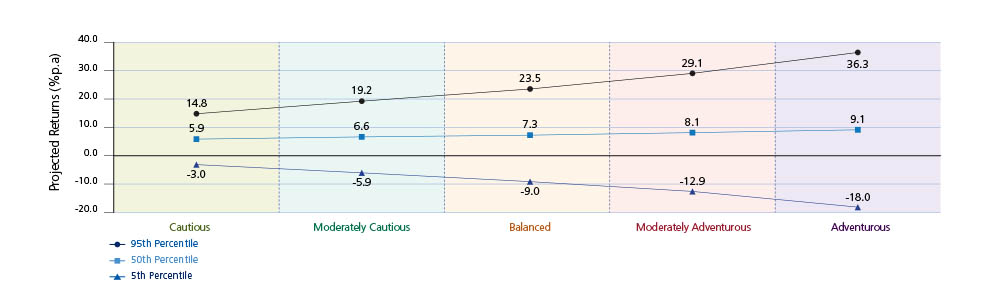 40.0
30.0
20.0
10.0
0.0
-10.0
-20.0
Projected Returns (%p.a)
14.8
19.2
23.5
29.1
36.3
5.9
6.6
7.3
8.1
9.1
-3.0
-5.9
-9.0
-12.9
-18.0
Cautious
Moderately Cautious
Balanced
Moderately Adventurous
Adventurous
95th Percentile
50th Percentile
5th Percentile